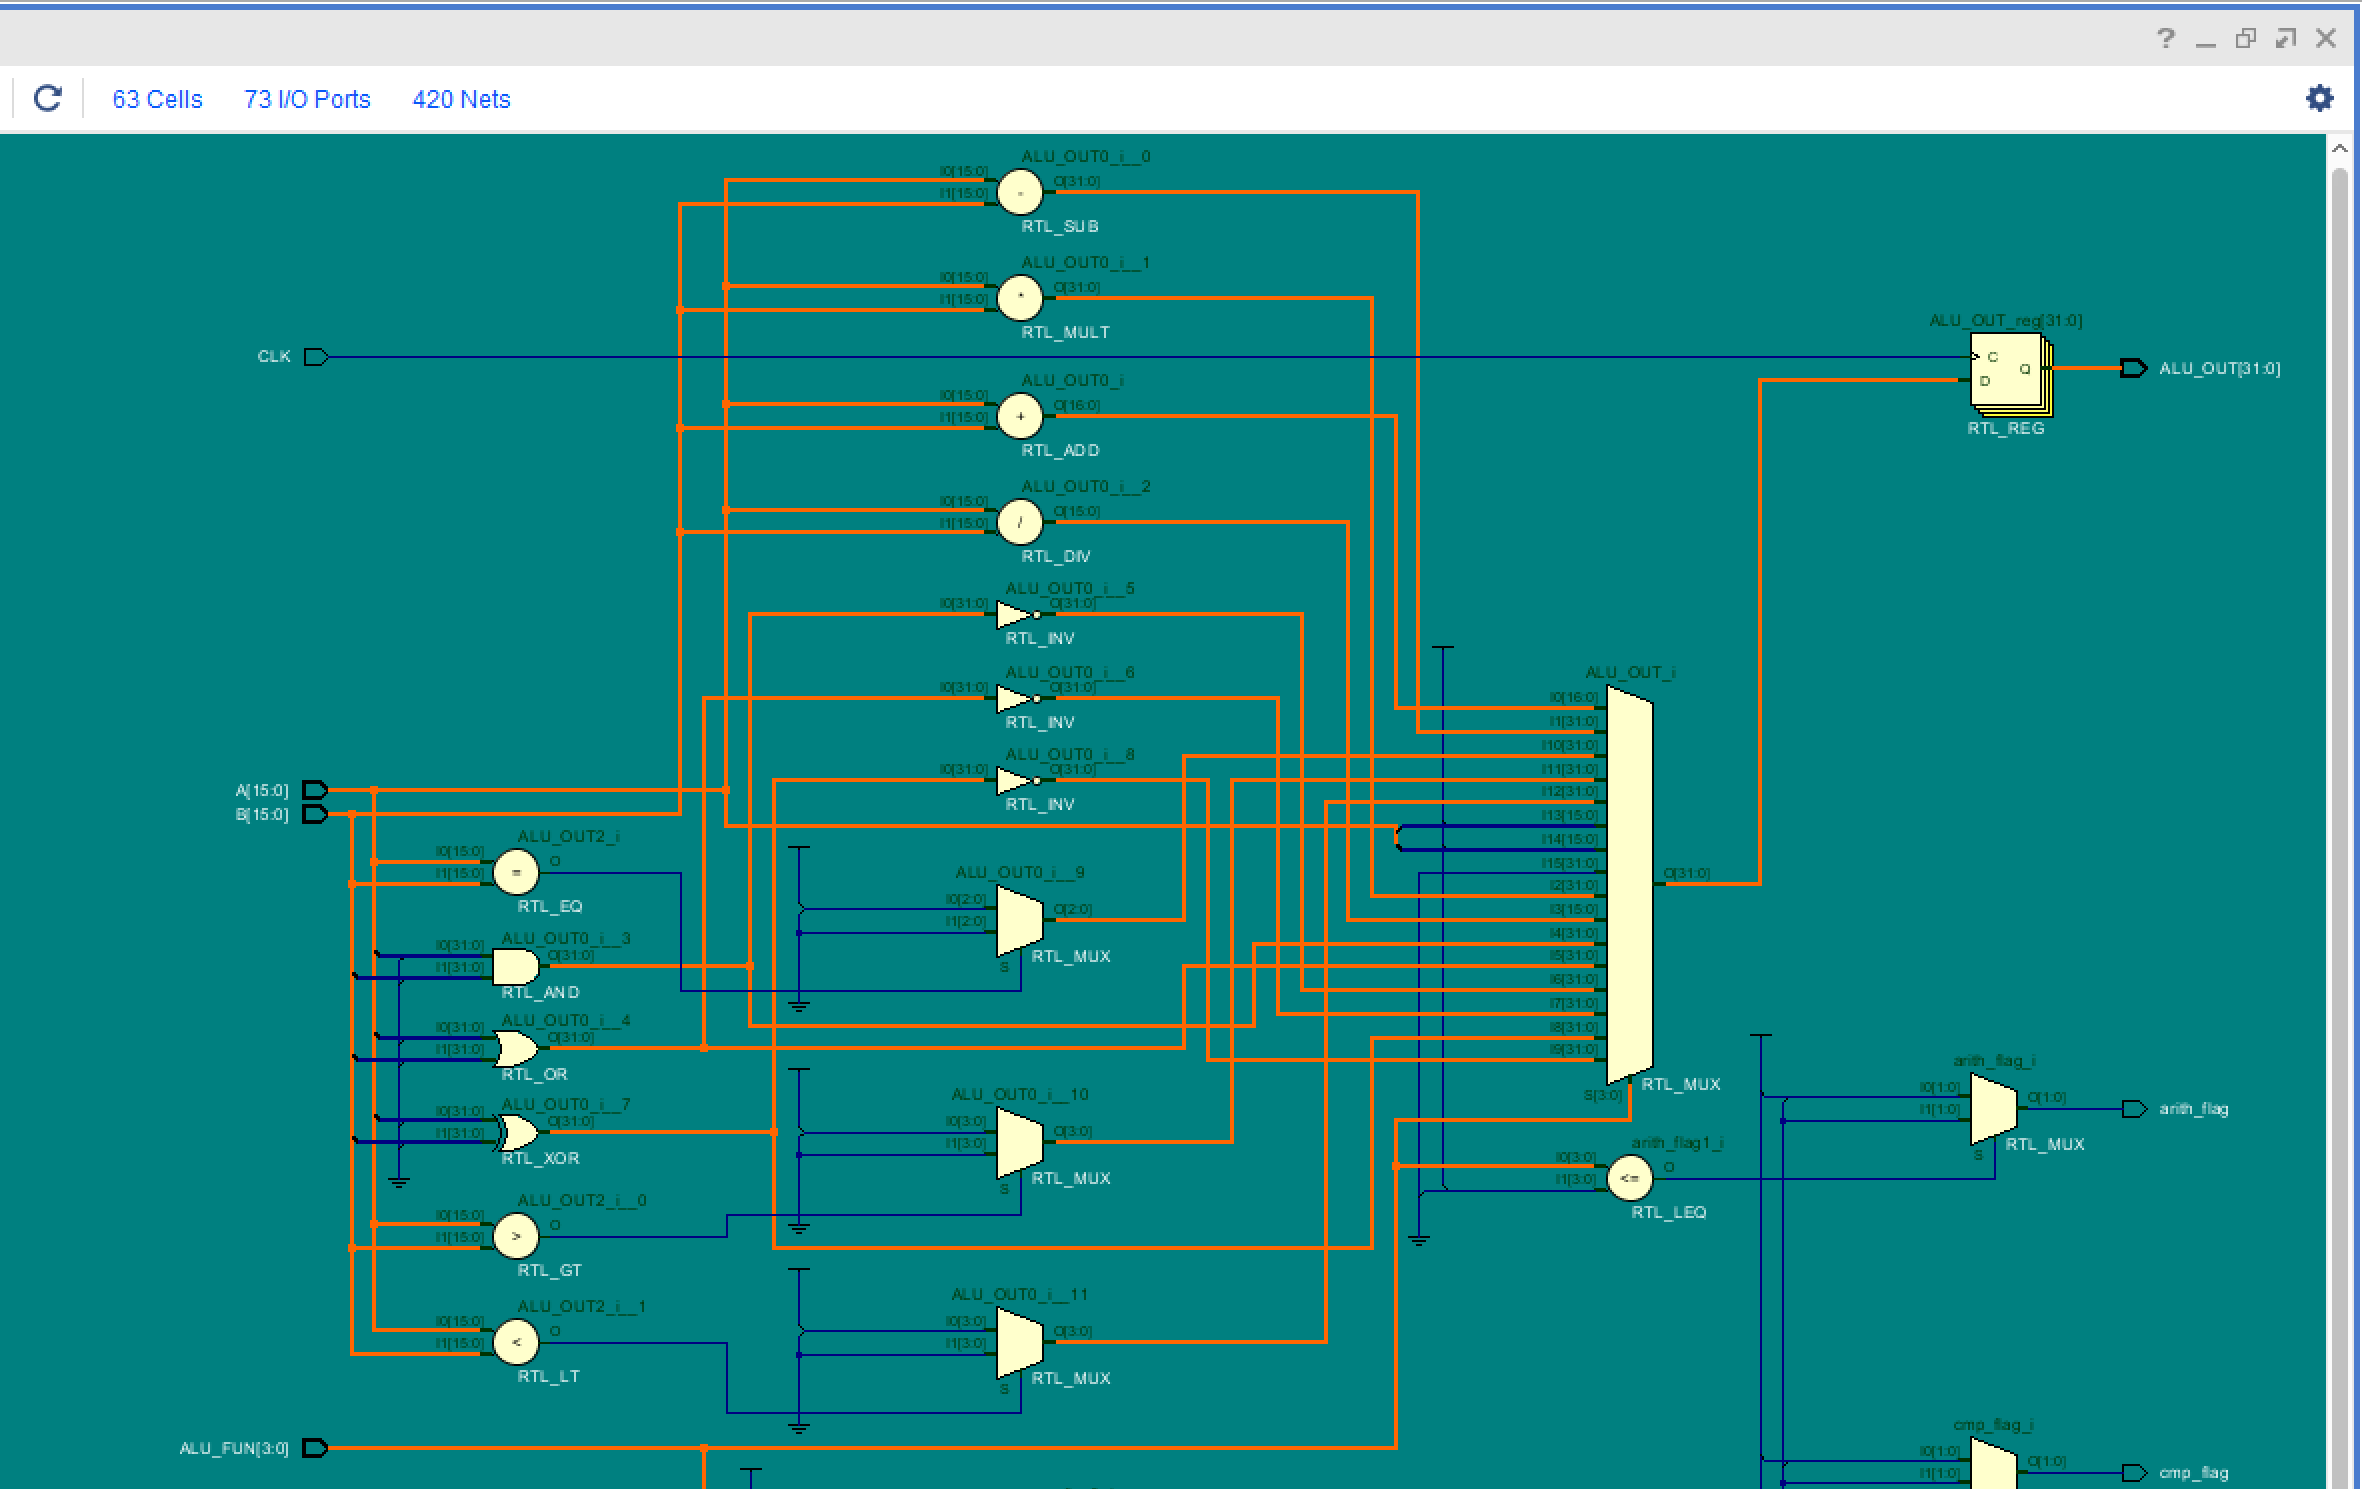 ?
63 Cells 73 I/O Ports 420 Nets
ALU_OUT0_i__0
I0[15:0] O[31:0]
I1[15:0] -
RTL_SUB
ALU_OUT0_i__1
I0[15:0] O[31:0]
I1[15:0] *
RTL_MULT
ALU_OUT_reg[31:0]
CLK
C
Q
D
ALU_OUT[31:0]
RTL_REG
ALU_OUT0_i
I0[15:0] O[16:0]
I1[15:0] +
RTL_ADD
ALU_OUT0_i__2
I0[15:0] O[15:0]
I1[15:0] /
RTL_DIV
ALU_OUT0_i__5
I0[31:0] O[31:0]
RTL_INV
ALU_OUT0_i__6
I0[31:0] O[31:0]
RTL_INV
ALU_OUT0_i__8
I0[31:0] O[31:0]
RTL_INV
A[15:0]
B[15:0]
ALU_OUT_i
I0[16:0]
I1[31:0]
I10[31:0]
I11[31:0]
I12[31:0]
I13[15:0]
I14[15:0]
I15[31:0]
I2[31:0]
I3[15:0]
I4[31:0]
I5[31:0]
I6[31:0]
I7[31:0]
I8[31:0]
I9[31:0]
O[31:0]
S[3:0]
RTL_MUX
ALU_OUT2_i
I0[15:0] O
I1[15:0] =
RTL_EQ
ALU_OUT0_i__9
I0[2:0] O[2:0]
I1[2:0]
S
RTL_MUX
ALU_OUT0_i__3
I0[31:0] O[31:0]
I1[31:0]
RTL_AND
ALU_OUT0_i__4
I0[31:0] O[31:0]
I1[31:0]
RTL_OR
ALU_OUT0_i__10
I0[3:0] O[3:0]
I1[3:0]
S
RTL_MUX
ALU_OUT0_i__7
I0[31:0] O[31:0]
I1[31:0]
RTL_XOR
arith_flag_i
I0[1:0] O[1:0]
I1[1:0]
S
RTL_MUX
arith_flag
arith_flag1_i
I0[3:0] O
I1[3:0] <=
RTL_LEQ
ALU_OUT2_i__0
I0[15:0] O
I1[15:0] >
RTL_GT
ALU_OUT0_i__11
I0[3:0] O[3:0]
I1[3:0]
S
RTL_MUX
ALU_OUT2_i__1
I0[15:0] O
I1[15:0] <
RTL_LT
ALU_FUN[3:0]
cmp_flag_i
I0[1:0] O[1:0]
I1[1:0]
cmp_flag